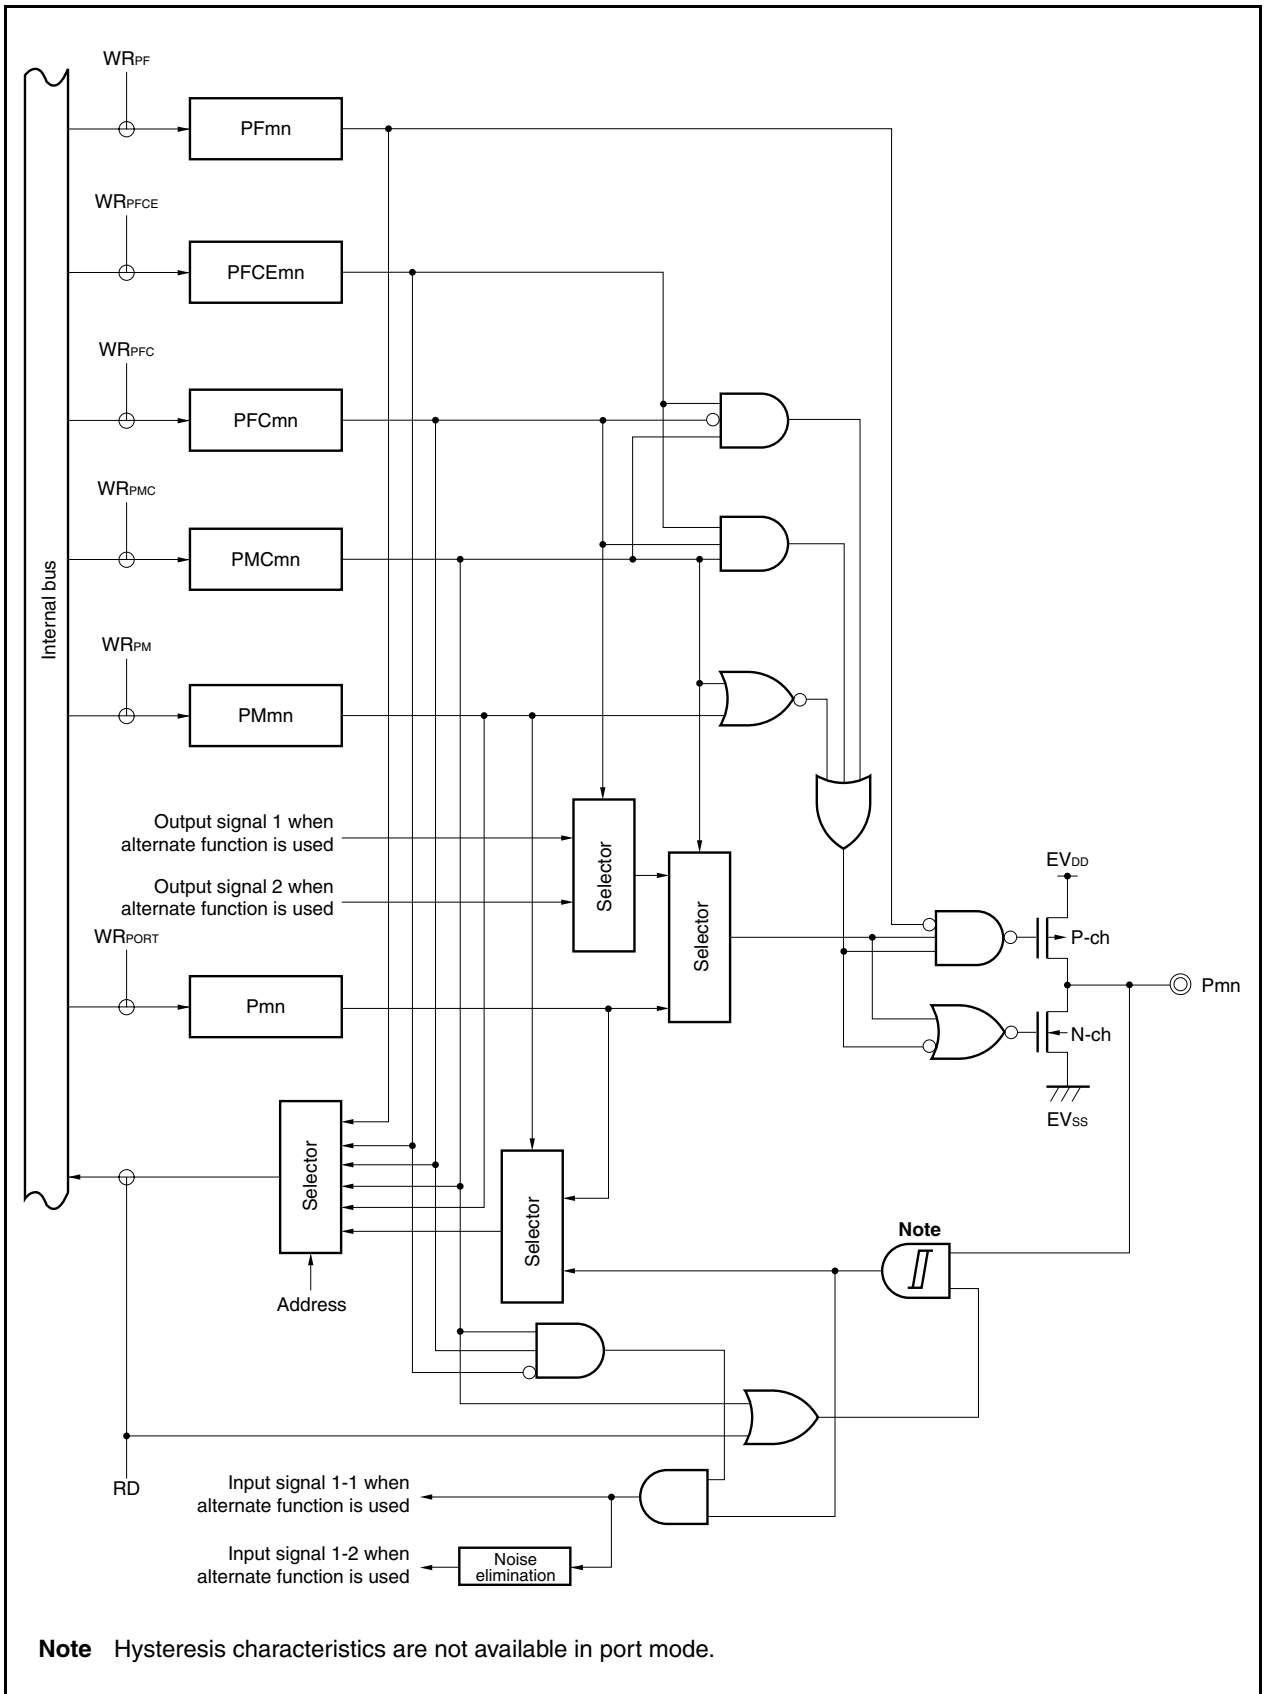 WRPF
PFmn
WRPFCE
PFCEmn
WRPFC
PFCmn
WRPMC
PMCmn
Internal bus
WRPM
PMmn
Output signal 1 when
alternate function is used
Output signal 2 when
alternate function is used
Selector
Selector
WRPORT
Pmn
EVDD
P-ch
Pmn
N-ch
EVSS
Selector
Selector
Address
Note
RD
Input signal 1-1 when
alternate function is used
Input signal 1-2 when
alternate function is used
Noise
elimination
Note Hysteresis characteristics are not available in port mode.